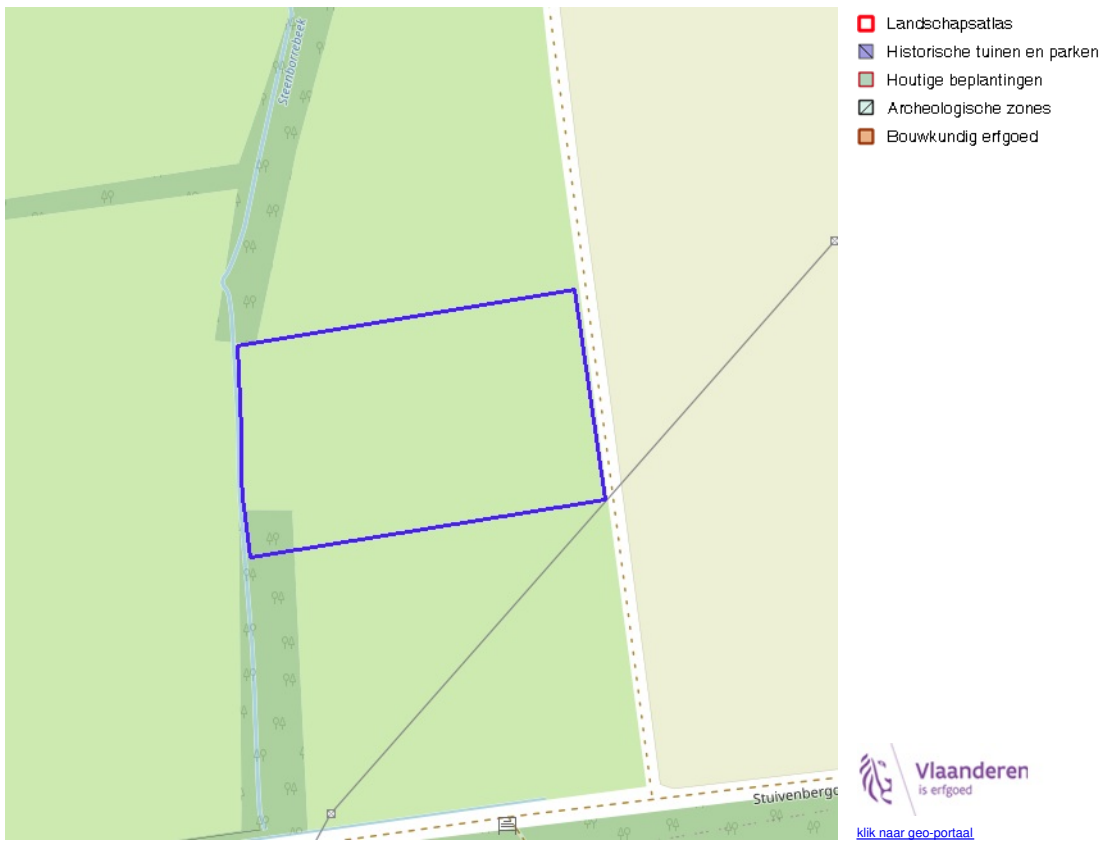 Steenborrebeek
Stuivenbergd
Landschapsatlas
Historische tuinen en parken
Houtige beplantingen
Archeologische zones
Bouwkundig erfgoed
Vlaanderen
is erfgoed
klik naar geo-portaal